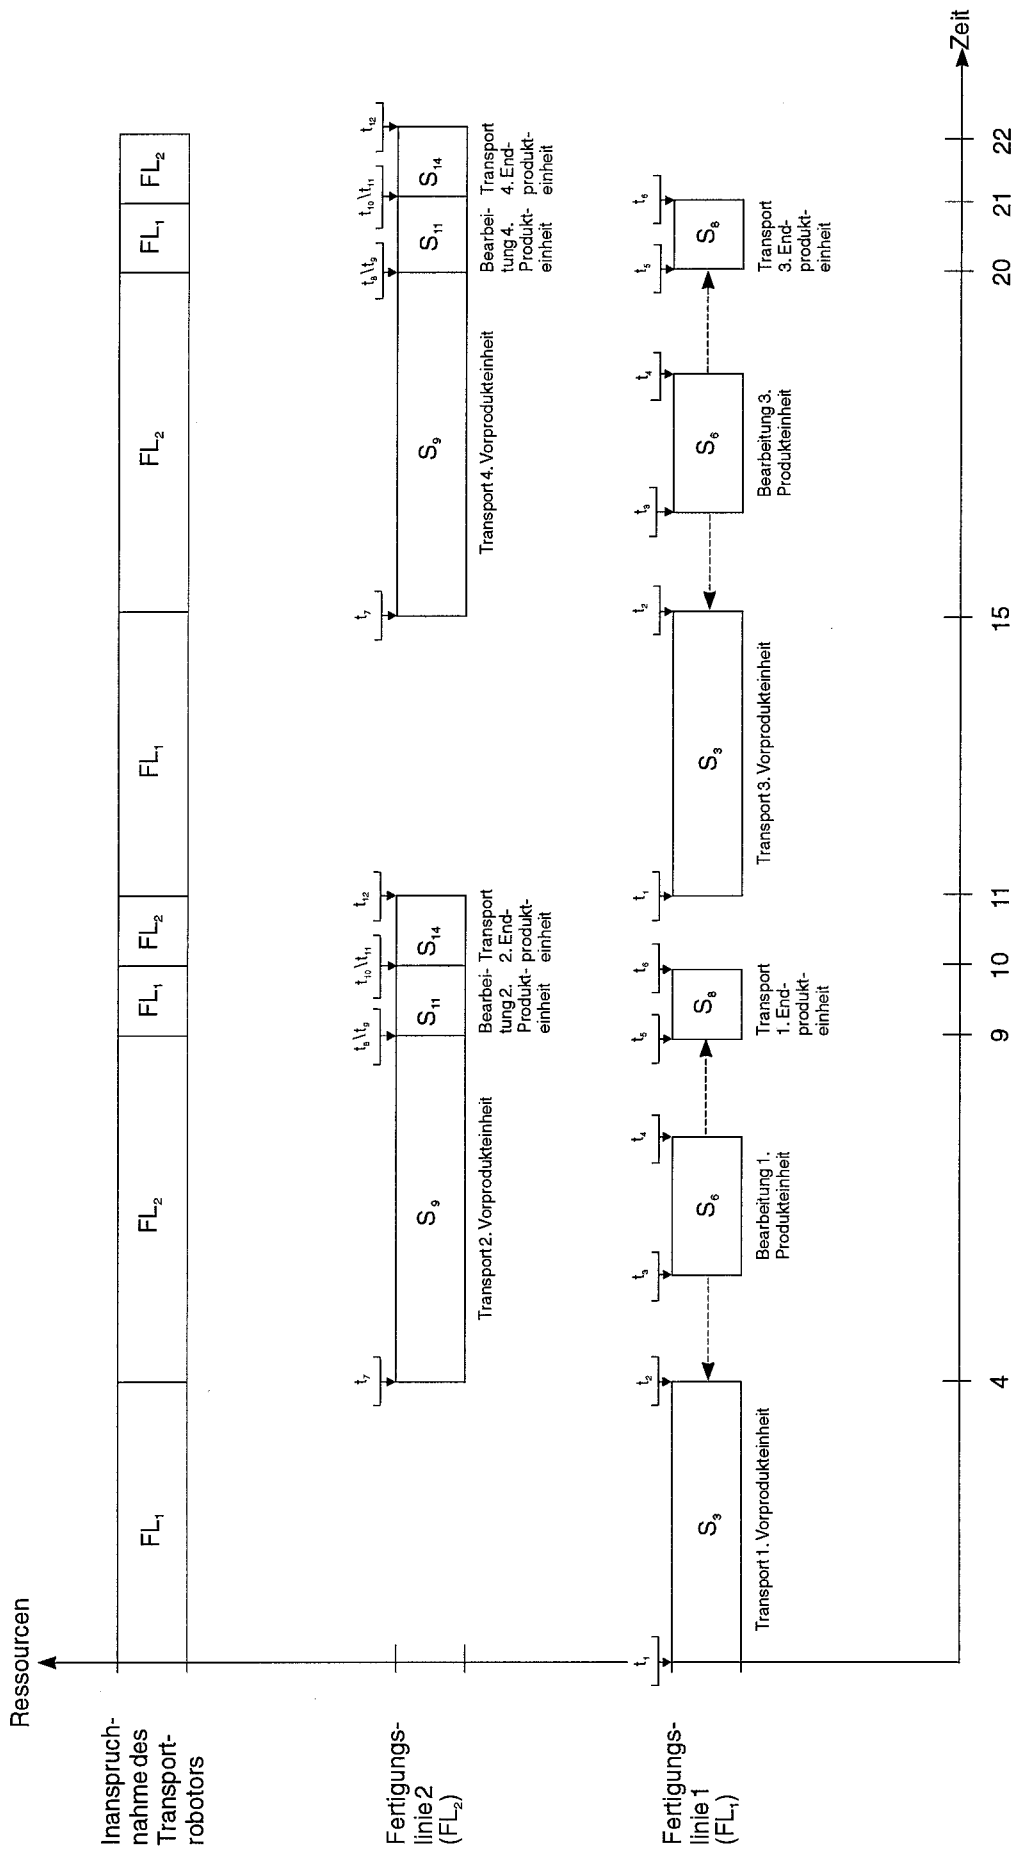 Ressourcen
Inanspruch-
nahme des
Transport-
robotors
FL₁
FL₂
FL₁
FL₂
FL₁
FL₂
FL₁
FL₂
Fertigungs-
linie 2
(FL₂)
t₇
t₈\t₉
t₁₀\t₁₁
t₁₂
t₇
t₈\t₉
t₁₀\t₁₁
t₁₂
S₉
S₁₁
S₁₄
S₉
S₁₁
S₁₄
Transport 2. Vorprodukteinheit
Bearbei-
tung 2.
Produkt-
einheit
Transport
2. End-
produkt-
einheit
Transport 4. Vorprodukteinheit
Bearbei-
tung 4.
Produkt-
einheit
Transport
4. End-
produkt-
einheit
Fertigungs-
linie 1
(FL₁)
t₁
t₂
t₃
t₄
t₅
t₆
t₁
t₂
t₃
t₄
t₅
t₆
S₃
S₆
S₈
S₃
S₆
S₈
Transport 1. Vorprodukteinheit
Bearbeitung 1.
Produkteinheit
Transport
1. End-
produkt-
einheit
Transport 3. Vorprodukteinheit
Bearbeitung 3.
Produkteinheit
Transport
3. End-
produkt-
einheit
Zeit
4
9
10
11
15
20
21
22